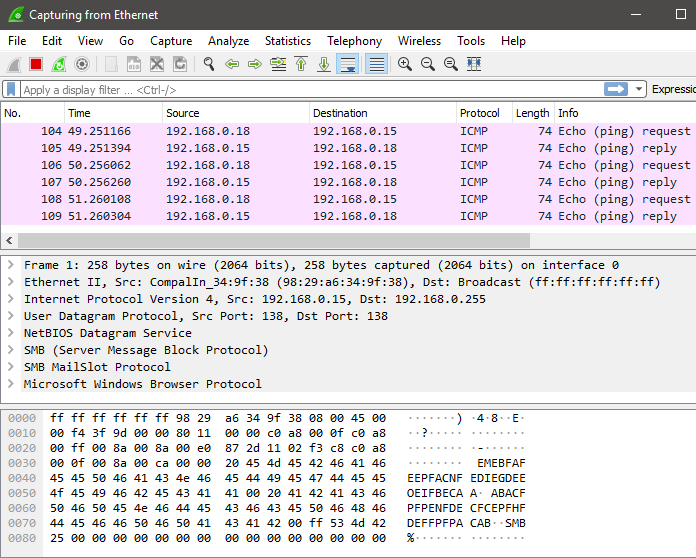 Capturing from Ethernet
File Edit View Go Capture Analyze Statistics Telephony Wireless Tools Help
Apply a display filter ... <Ctrl-/> Expressio
No. Time Source Destination Protocol Length Info
104 49.251166 192.168.0.18 192.168.0.15 ICMP 74 Echo (ping) request
105 49.251394 192.168.0.15 192.168.0.18 ICMP 74 Echo (ping) reply
106 50.256062 192.168.0.18 192.168.0.15 ICMP 74 Echo (ping) request
107 50.256260 192.168.0.15 192.168.0.18 ICMP 74 Echo (ping) reply
108 51.260108 192.168.0.18 192.168.0.15 ICMP 74 Echo (ping) request
109 51.260304 192.168.0.15 192.168.0.18 ICMP 74 Echo (ping) reply
Frame 1: 258 bytes on wire (2064 bits), 258 bytes captured (2064 bits) on interface 0
Ethernet II, Src: CompalIn_34:9f:38 (98:29:a6:34:9f:38), Dst: Broadcast (ff:ff:ff:ff:ff:ff)
Internet Protocol Version 4, Src: 192.168.0.15, Dst: 192.168.0.255
User Datagram Protocol, Src Port: 138, Dst Port: 138
NetBIOS Datagram Service
SMB (Server Message Block Protocol)
SMB MailSlot Protocol
Microsoft Windows Browser Protocol
0000 ff ff ff ff ff ff 98 29 a6 34 9f 38 08 00 45 00 ·······) ·4·8··E·
0010 00 f4 3f 9d 00 00 80 11 00 00 c0 a8 00 0f c0 a8 ··?····· ········
0020 00 ff 00 8a 00 8a 00 e0 87 2d 11 02 f3 c8 c0 a8 ········ ·-······
0030 00 0f 00 8a 00 ca 00 00 20 45 4d 45 42 46 41 46 ········ EMEBFAF
0040 45 45 50 46 41 43 4e 46 45 44 49 45 47 44 45 45 EEPFACNF EDIEGDEE
0050 4f 45 49 46 42 45 43 41 41 00 20 41 42 41 43 46 OEIFBECA A· ABACF
0060 50 46 50 45 4e 46 44 45 43 46 43 45 50 46 48 46 PFPENFDE CFCEPFHF
0070 44 45 46 46 50 46 50 41 43 41 42 00 ff 53 4d 42 DEFFPFPA CAB··SMB
0080 25 00 00 00 00 00 00 00 00 00 00 00 00 00 00 00 %······· ········